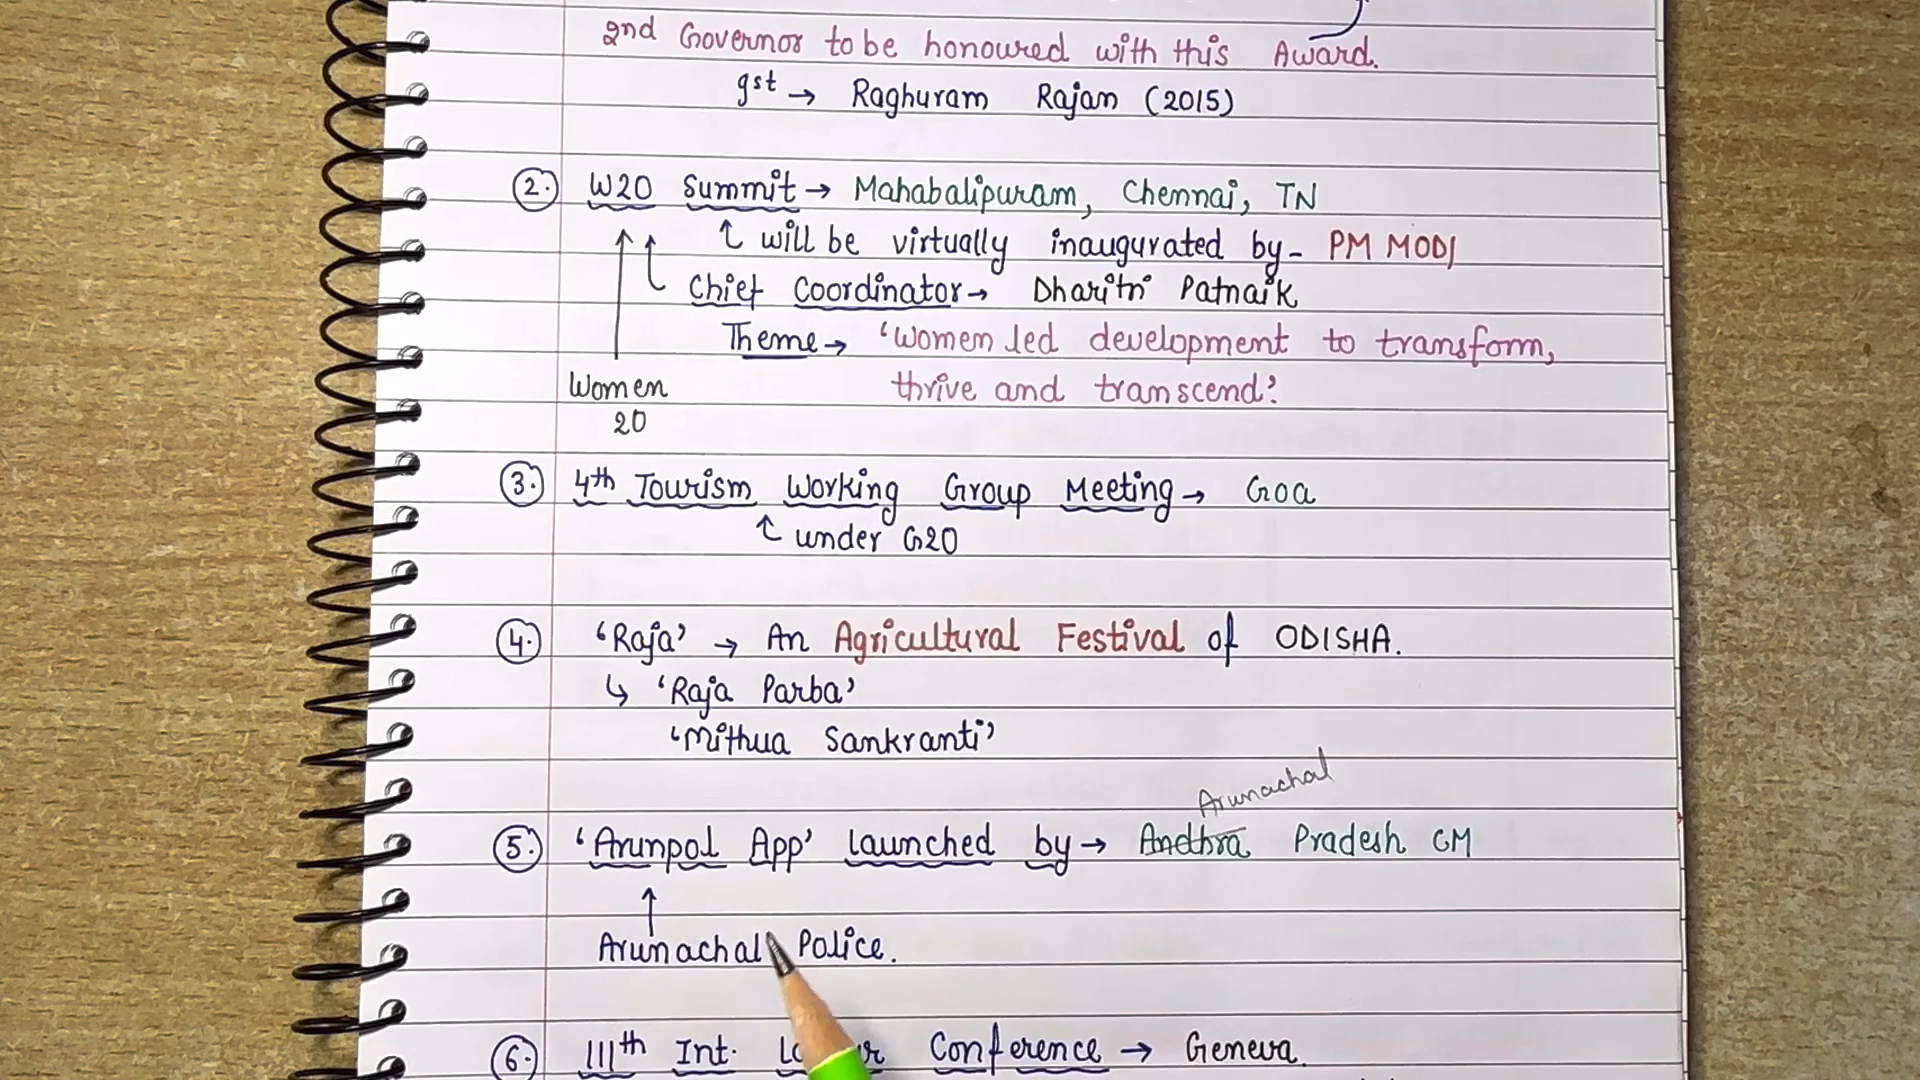 2nd Governor to be honoured with this Award.
gst → Raghuram Rajan (2015)
2. W20 Summit → Mahabalipuram, Chennai, TN
↑ will be virtually inaugurated by - PM MODI
Chief Coordinator → Dharitri Patnaik
Theme → 'Women led development to transform,
Women thrive and transcend'.
20
3. 4th Tourism Working Group Meeting → Goa
↑ under G20
4. 'Raja' → An Agricultural Festival of ODISHA.
↳ 'Raja Parba'
'Mithua Sankranti'
Arunachal
5. 'Arunpol App' launched by → Andhra Pradesh CM
↑
Arunachal Police.
6. 111th Int. Conference → Geneva.